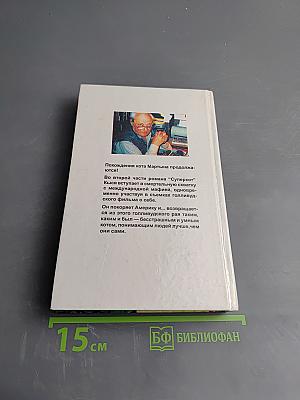 Похождения кота Мартына продолжа-
ются!
Во второй части романа "Суперкот"
Кыся вступает в смертельную схватку
с международной мафией, одновре-
менно участвуя в съемках голливуд-
ского фильма о себе.
Он покоряет Америку и... возвращает-
ся из этого голливудского рая таким,
каким и был — бесстрашным и умным
котом, понимающим людей лучше, чем
они сами.
15 см
БФ БИБЛИОФАН